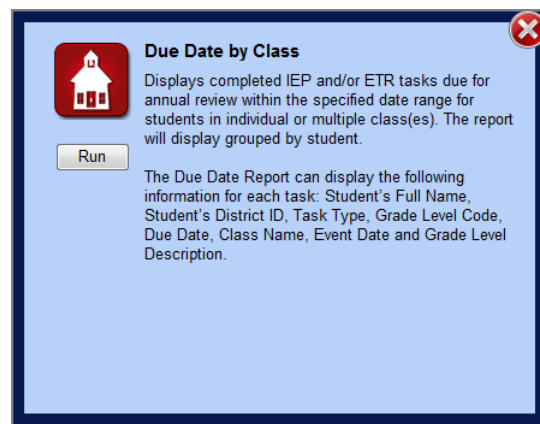 Due Date by Class
Displays completed IEP and/or ETR tasks due for
annual review within the specified date range for
students in individual or multiple class(es). The report
will display grouped by student.
Run
The Due Date Report can display the following
information for each task: Student's Full Name,
Student's District ID, Task Type, Grade Level Code,
Due Date, Class Name, Event Date and Grade Level
Description.